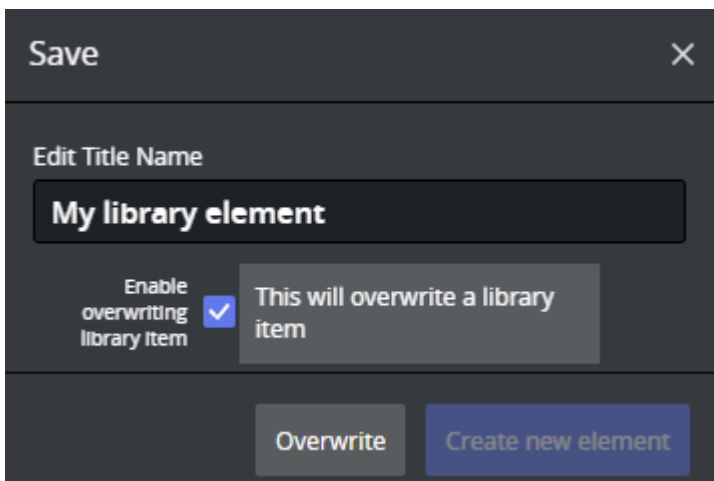 Save
Edit Title Name
My library element
Enable
overwriting
library item
This will overwrite a library
item
Overwrite
Create new element